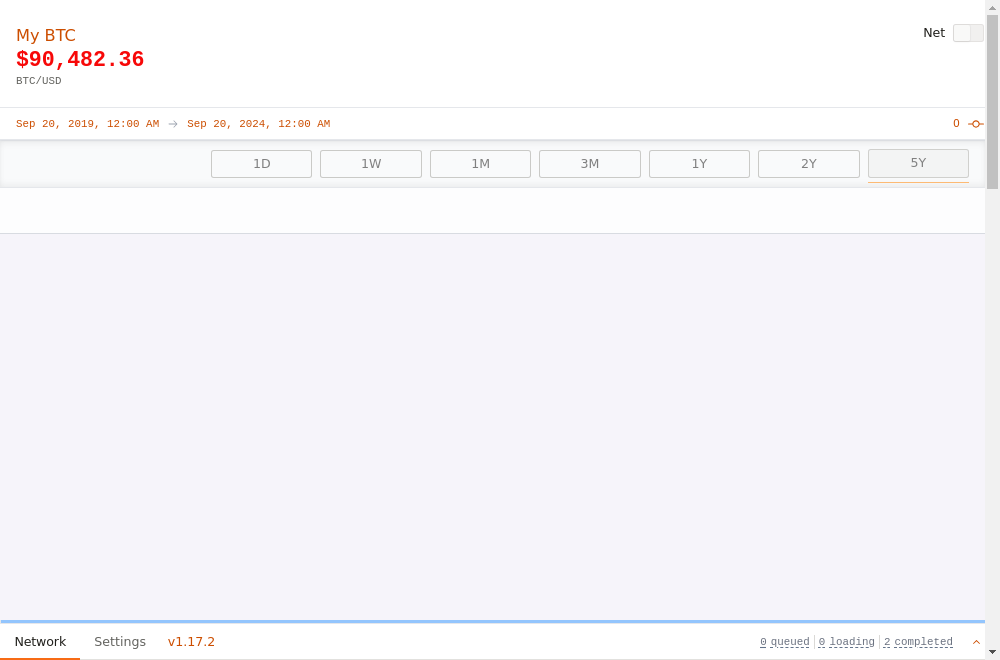 My BTC
$90,482.36
BTC/USD
Net
Sep 20, 2019, 12:00 AM → Sep 20, 2024, 12:00 AM
0
1D 1W 1M 3M 1Y 2Y 5Y
Network Settings v1.17.2 0 queued 0 loading 2 completed